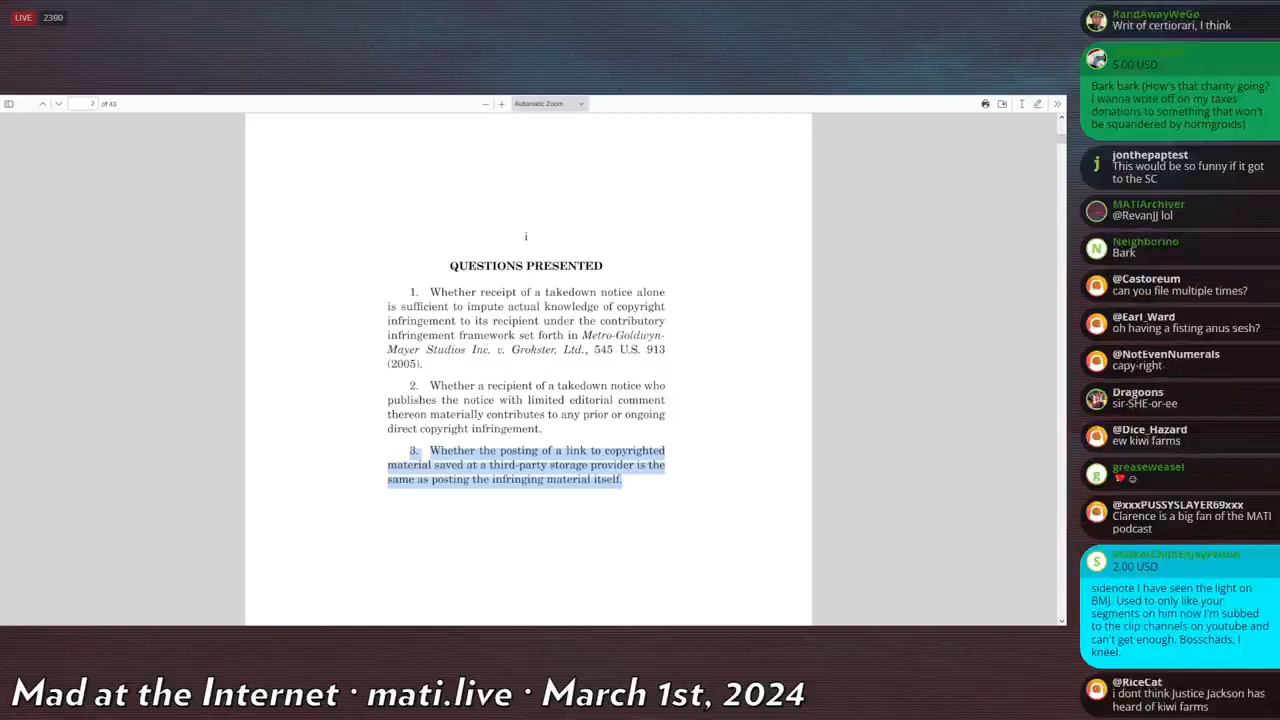 LIVE 2390
2 of 43
Automatic Zoom
i
QUESTIONS PRESENTED
1. Whether receipt of a takedown notice alone
is sufficient to impute actual knowledge of copyright
infringement to its recipient under the contributory
infringement framework set forth in Metro-Goldwyn-
Mayer Studios Inc. v. Grokster, Ltd., 545 U.S. 913
(2005).
2. Whether a recipient of a takedown notice who
publishes the notice with limited editorial comment
thereon materially contributes to any prior or ongoing
direct copyright infringement.
3. Whether the posting of a link to copyrighted
material saved at a third-party storage provider is the
same as posting the infringing material itself.
RandAwayWeGo
Writ of certiorari, I think
5.00 USD
Bark bark (How's that charity going?
I wanna write off on my taxes
donations to something that won't
be squandered by normgroids)
jonthepaptest
This would be so funny if it got
to the SC
MATIArchiver
@RevanJJ lol
Neighborino
Bark
@Castoreum
can you file multiple times?
@Earl_Ward
oh having a fisting anus sesh?
@NotEvenNumerals
capy-right
Dragoons
sir-SHE-or-ee
@Dice_Hazard
ew kiwi farms
greaseweasel
@xxxPUSSYSLAYER69xxx
Clarence is a big fan of the MATI
podcast
S
2.00 USD
sidenote I have seen the light on
BMJ. Used to only like your
segments on him now I'm subbed
to the clip channels on youtube and
can't get enough. Bosschads, I
kneel.
@RiceCat
i dont think Justice Jackson has
heard of kiwi farms
Mad at the Internet · mati.live · March 1st, 2024